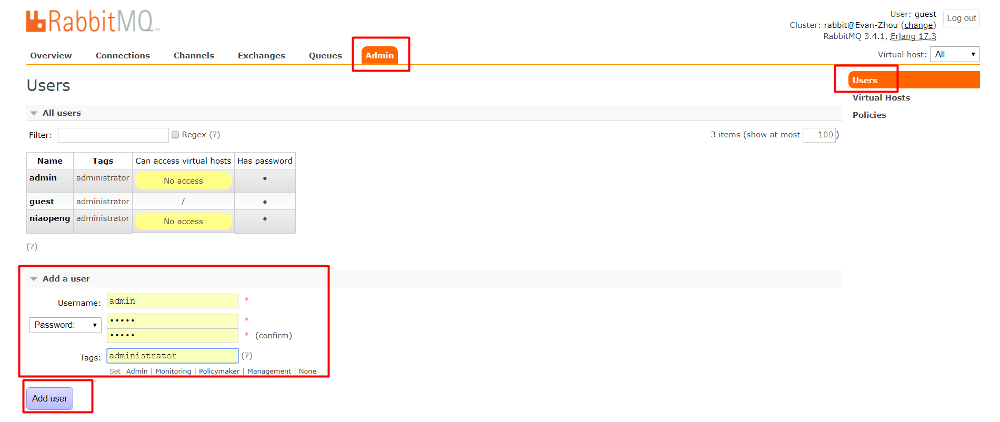 RabbitMQ™
User: guest
Log out
Cluster: rabbit@Evan-Zhou (change)
RabbitMQ 3.4.1, Erlang 17.3
Overview Connections Channels Exchanges Queues Admin
Virtual host: All
Users
Users
Virtual Hosts
Policies
All users
Filter: Regex (?) 3 items (show at most 100 )
Name Tags Can access virtual hosts Has password
admin administrator No access •
guest administrator / •
niaopeng administrator No access •
(?)
Add a user
Username: admin *
Password: ••••• *
••••• * (confirm)
Tags: administrator (?)
Set Admin | Monitoring | Policymaker | Management | None
Add user